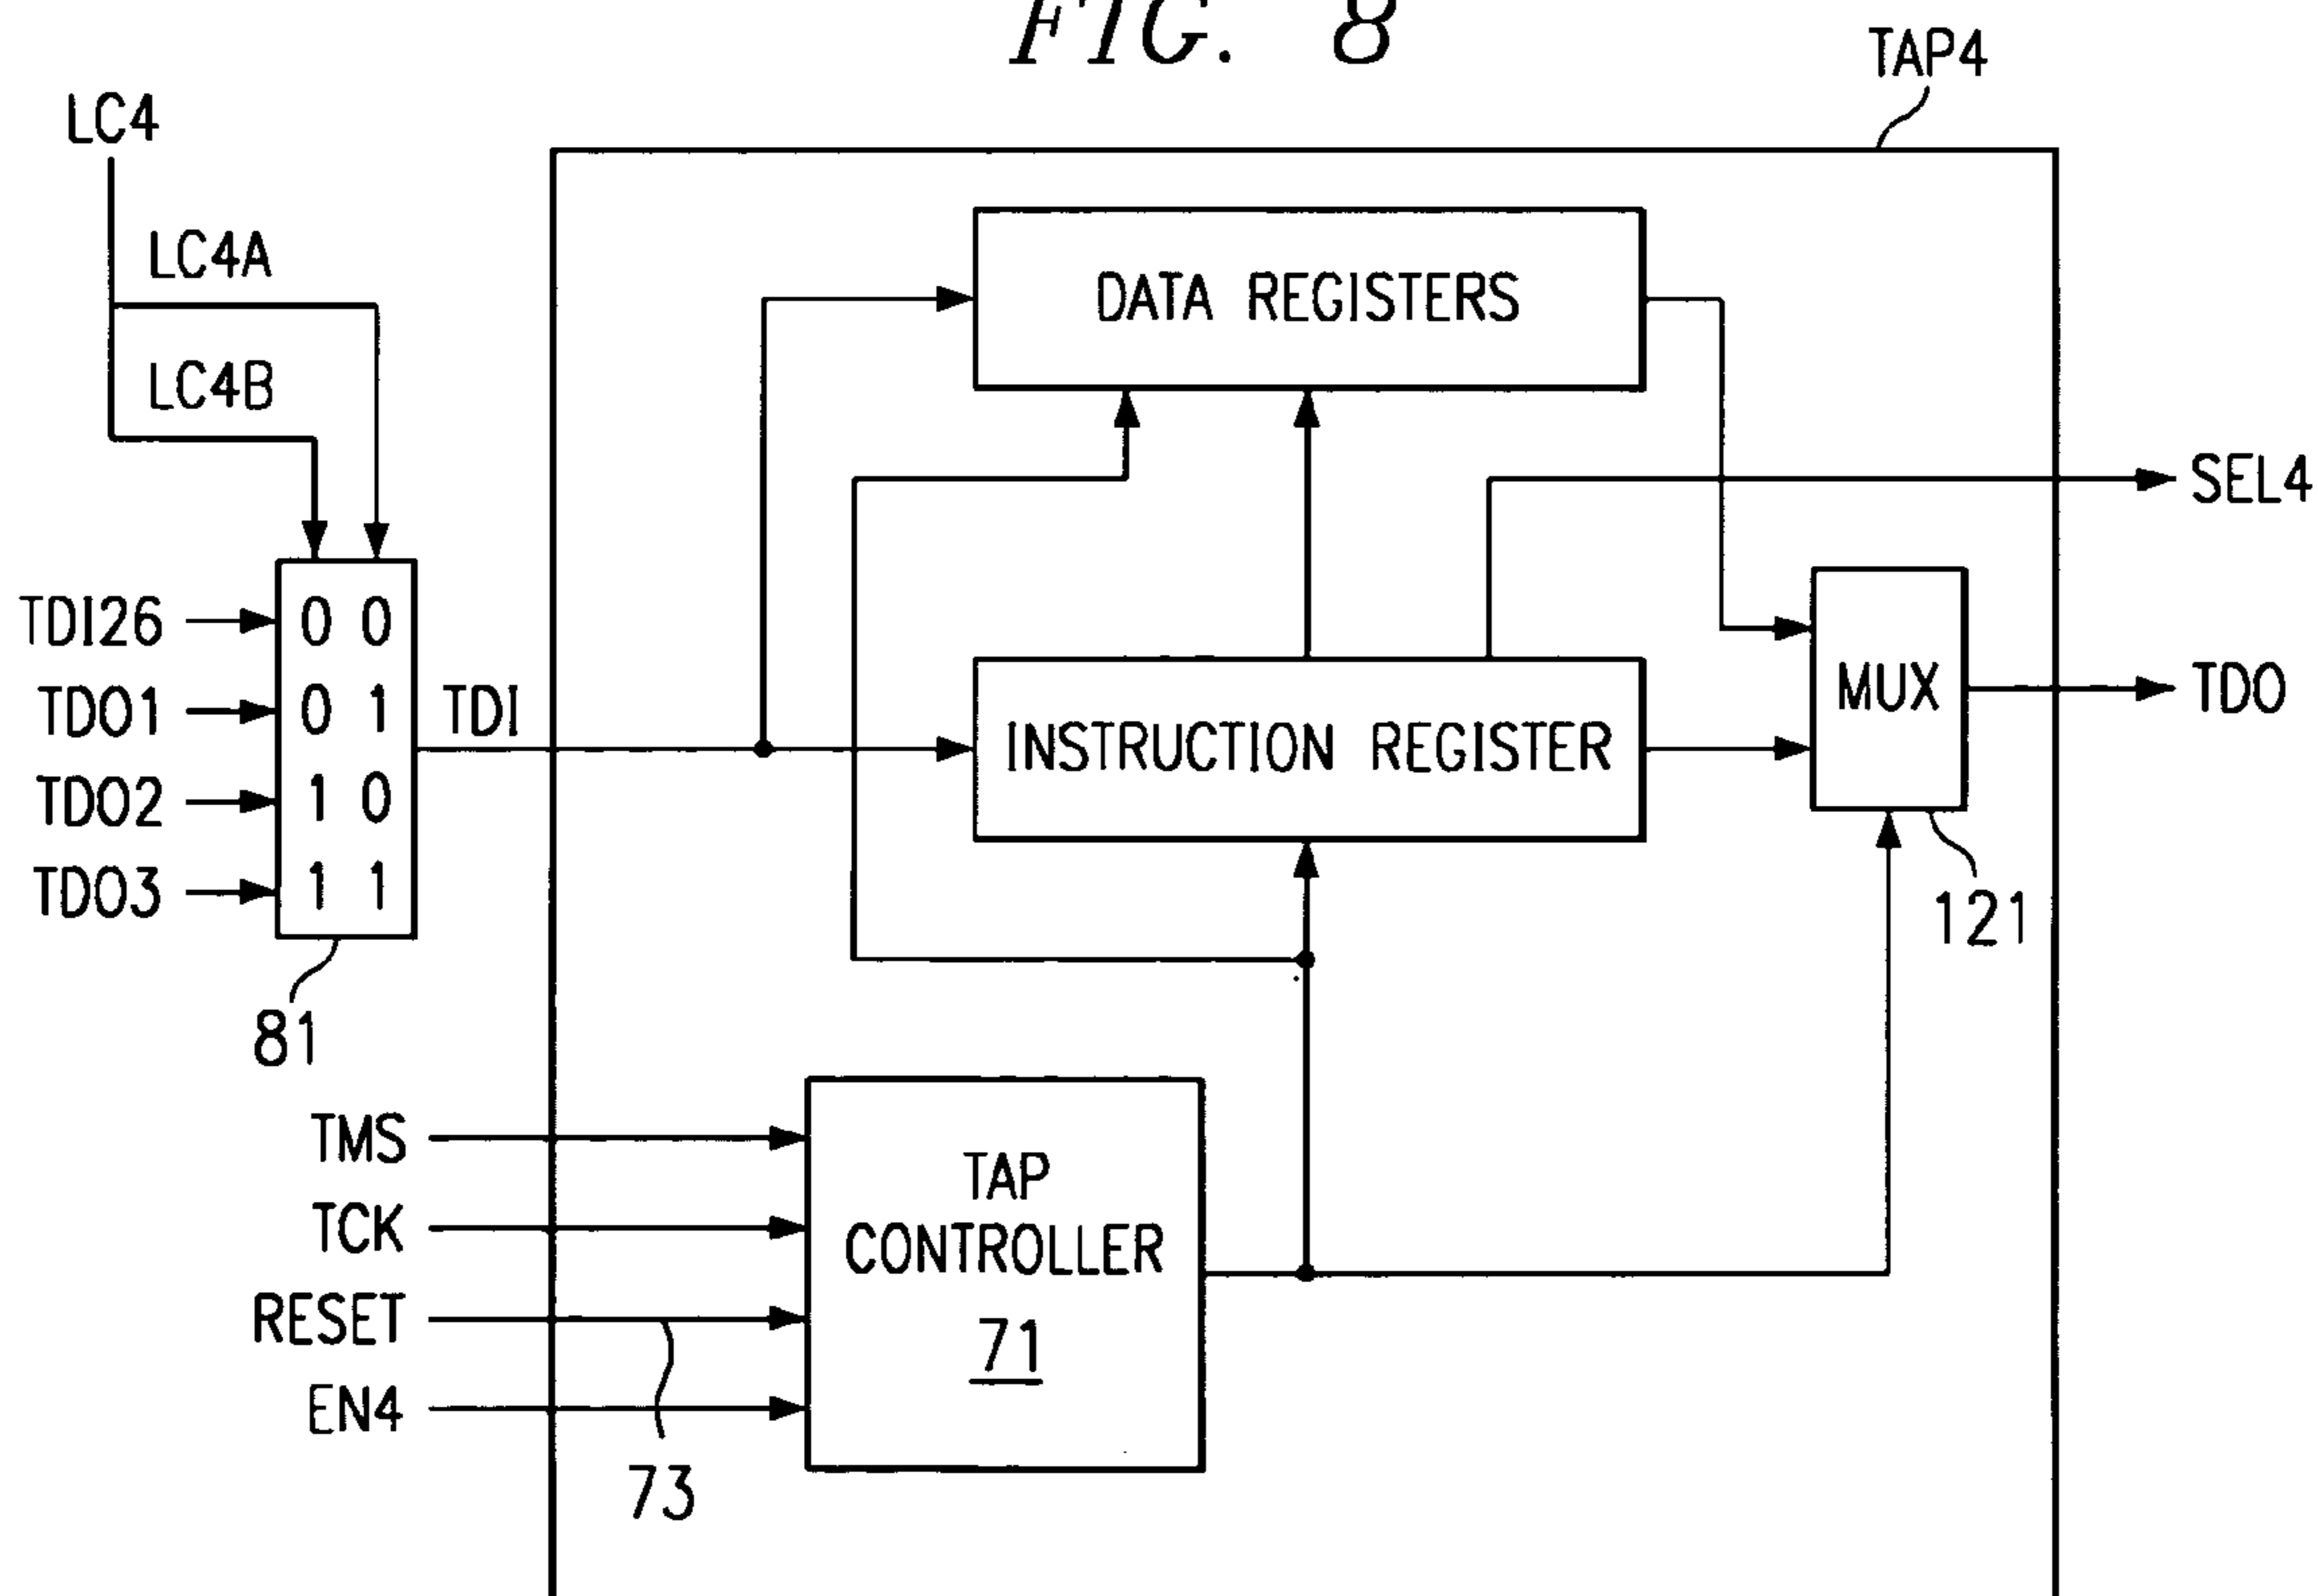 FIG. 8
TAP4
LC4
LC4A
LC4B
DATA REGISTERS
SEL4
TDI26
0 0
TDO1
0 1
TDO2
1 0
TDO3
1 1
TDI
INSTRUCTION REGISTER
MUX
TDO
121
81
TMS
TCK
RESET
EN4
TAP
CONTROLLER
71
73